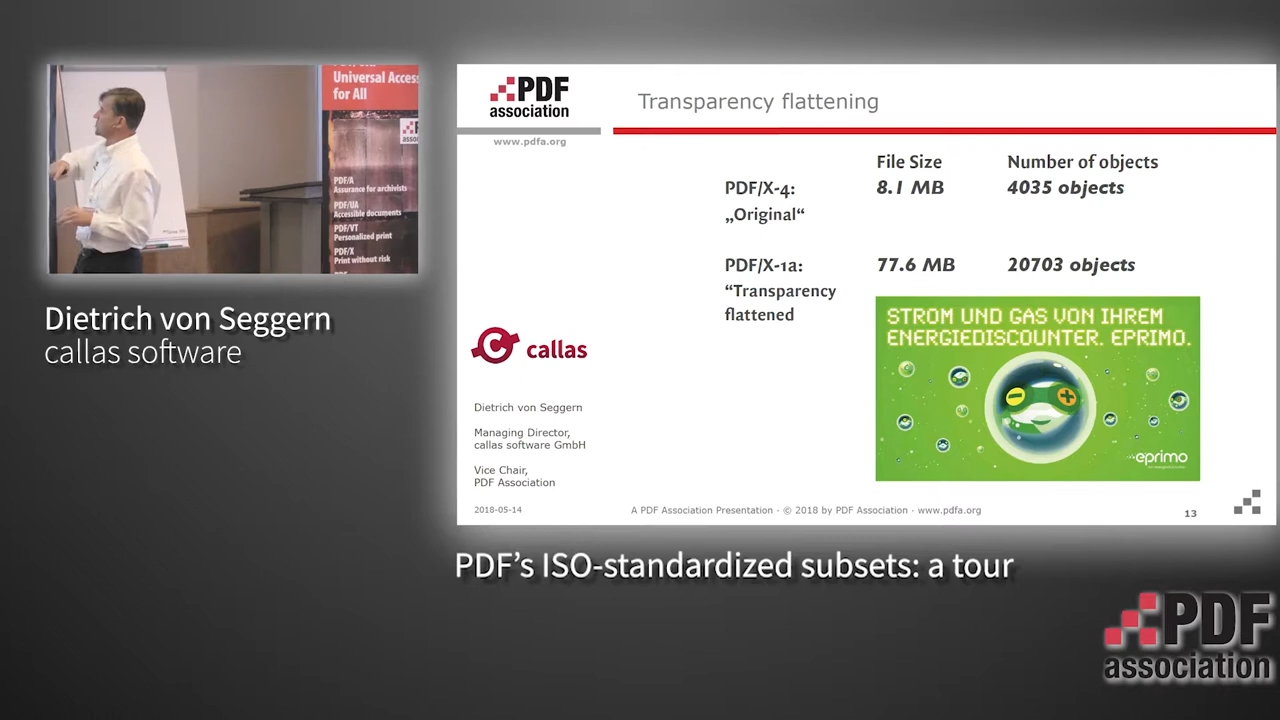 Universal Access
for All
PDF/A
Assurance for archivists
PDF/UA
Accessible documents
PDF/VT
Personalized print
PDF/X
Print without risk
Dietrich von Seggern
callas software
PDF
association
www.pdfa.org
Transparency flattening
File Size Number of objects
PDF/X-4: 8.1 MB 4035 objects
„Original“
PDF/X-1a: 77.6 MB 20703 objects
“Transparency
flattened
STROM UND GAS VON IHREM
ENERGIEDISCOUNTER. EPRIMO.
eprimo
callas
Dietrich von Seggern
Managing Director,
callas software GmbH
Vice Chair,
PDF Association
2018-05-14
A PDF Association Presentation · © 2018 by PDF Association · www.pdfa.org
13
PDF’s ISO-standardized subsets: a tour
PDF
association